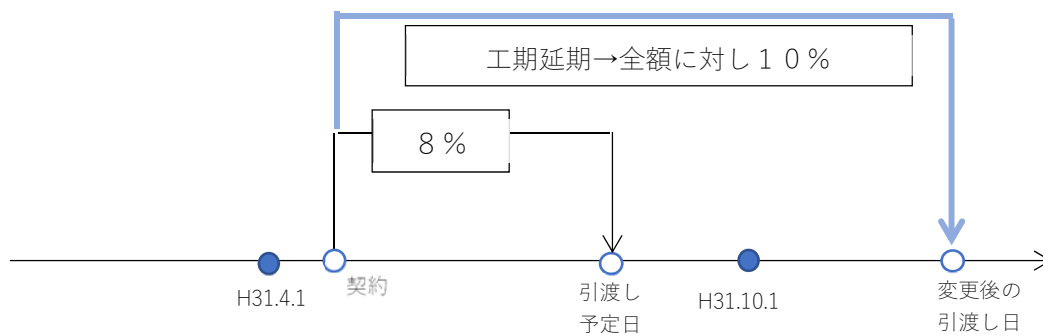 工期延期→全額に対し１０％
８％
H31.4.1
契約
引渡し
予定日
H31.10.1
変更後の
引渡し日